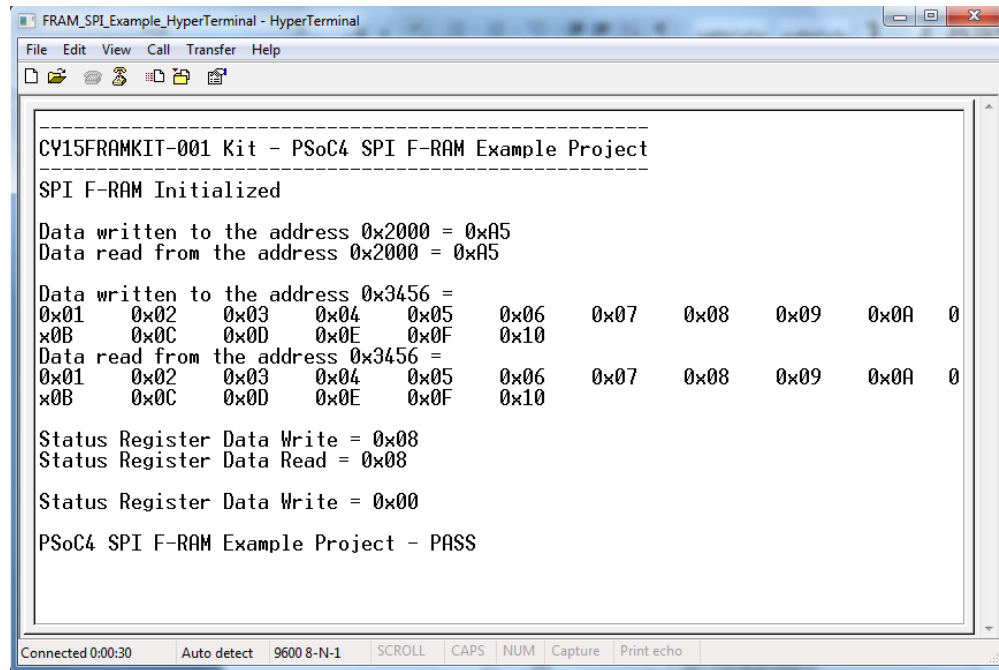 FRAM_SPI_Example_HyperTerminal - HyperTerminal
File Edit View Call Transfer Help
-----------------------------------------------------
CY15FRAMKIT-001 Kit - PSoC4 SPI F-RAM Example Project
-----------------------------------------------------
SPI F-RAM Initialized
Data written to the address 0x2000 = 0xA5
Data read from the address 0x2000 = 0xA5
Data written to the address 0x3456 =
0x01 0x02 0x03 0x04 0x05 0x06 0x07 0x08 0x09 0x0A 0
x0B 0x0C 0x0D 0x0E 0x0F 0x10
Data read from the address 0x3456 =
0x01 0x02 0x03 0x04 0x05 0x06 0x07 0x08 0x09 0x0A 0
x0B 0x0C 0x0D 0x0E 0x0F 0x10
Status Register Data Write = 0x08
Status Register Data Read = 0x08
Status Register Data Write = 0x00
PSoC4 SPI F-RAM Example Project - PASS
Connected 0:00:30 Auto detect 9600 8-N-1 SCROLL CAPS NUM Capture Print echo